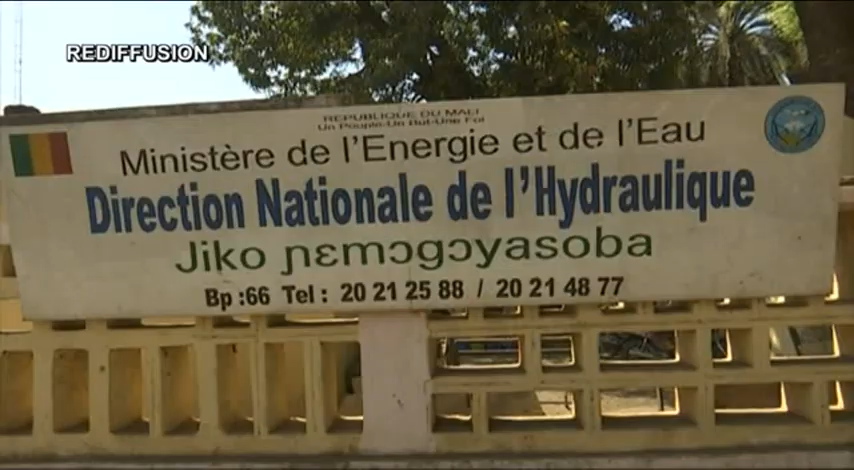 REDIFFUSION
REPUBLIQUE DU MALI
Un Peuple-Un But-Une Foi
Ministère de l'Energie et de l'Eau
Direction Nationale de l'Hydraulique
Jiko ɲɛmɔgɔyasoba
Bp :66 Tel : 20 21 25 88 / 20 21 48 77